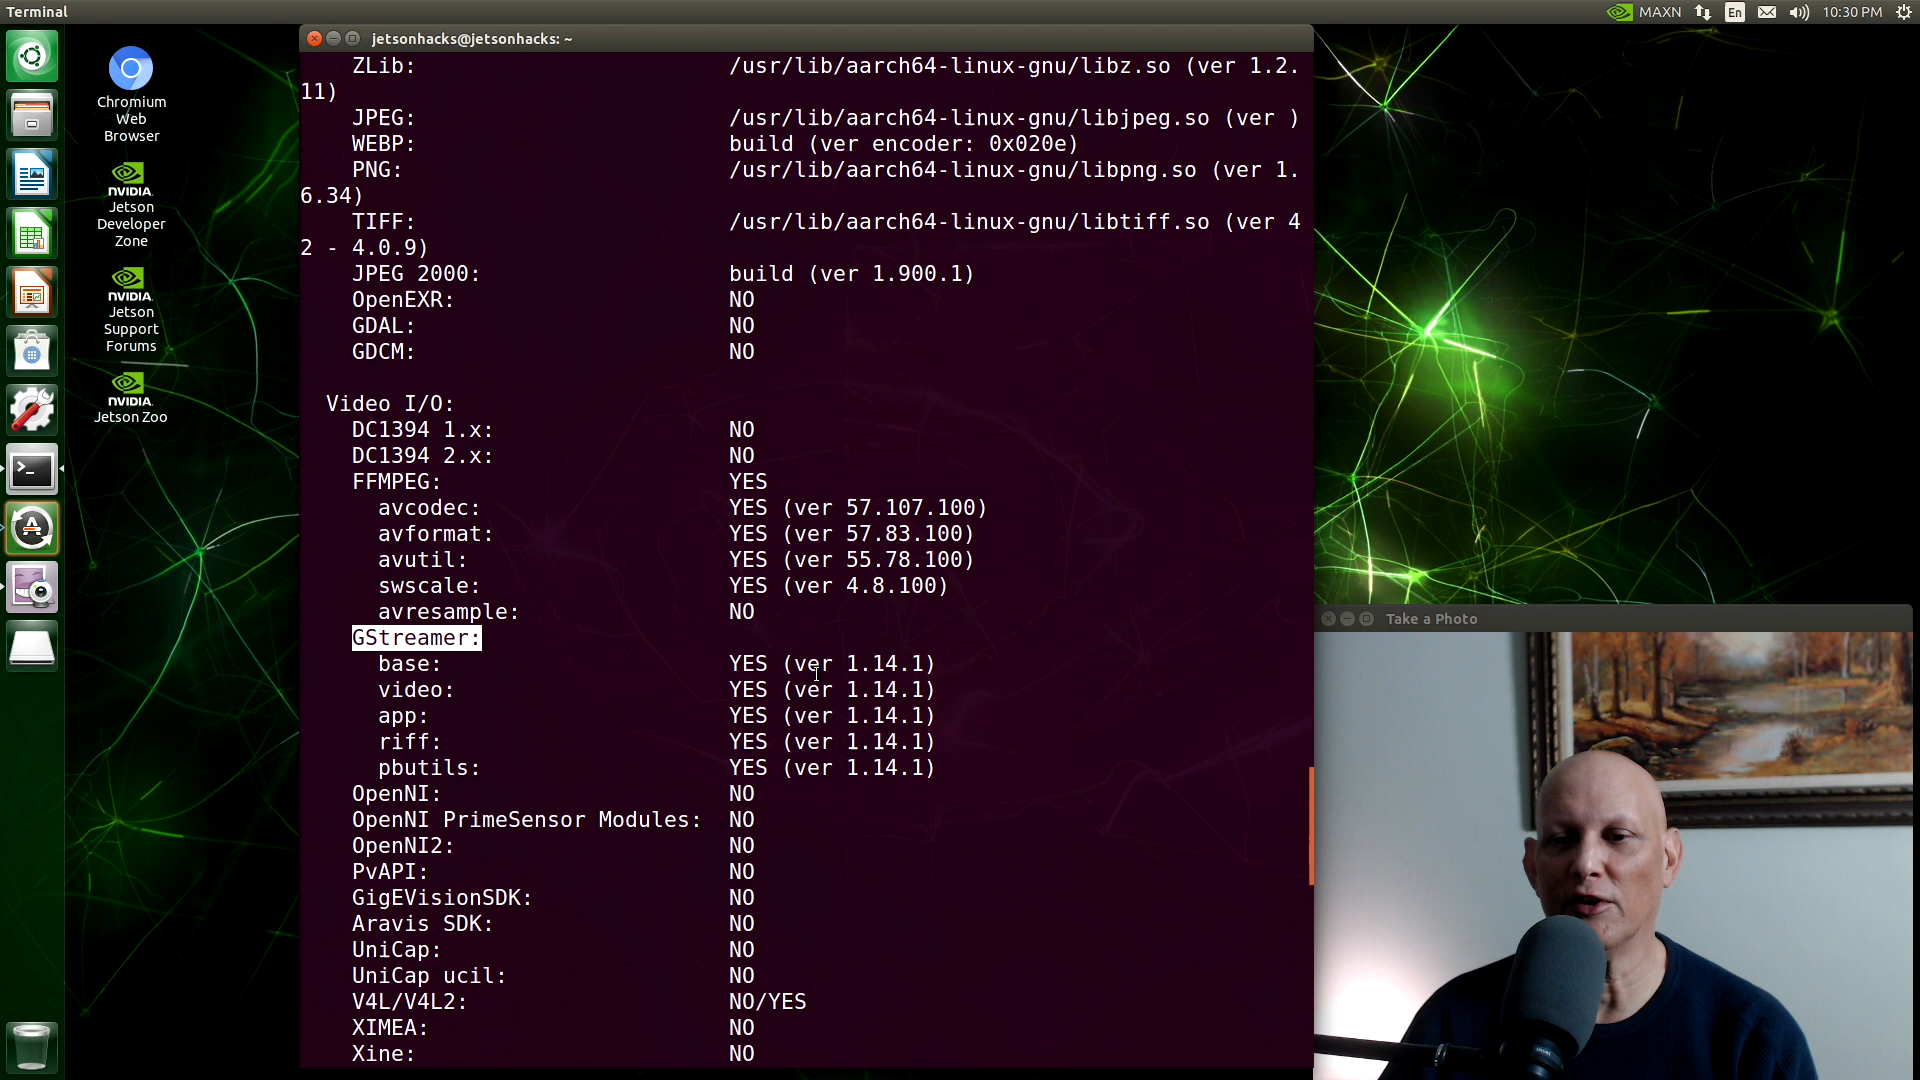 Terminal
MAXN
En
10:30 PM
jetsonhacks@jetsonhacks: ~
Chromium
Web
Browser
NVIDIA.
Jetson
Developer
Zone
NVIDIA.
Jetson
Support
Forums
NVIDIA.
Jetson Zoo
ZLib: /usr/lib/aarch64-linux-gnu/libz.so (ver 1.2.
11)
JPEG: /usr/lib/aarch64-linux-gnu/libjpeg.so (ver )
WEBP: build (ver encoder: 0x020e)
PNG: /usr/lib/aarch64-linux-gnu/libpng.so (ver 1.
6.34)
TIFF: /usr/lib/aarch64-linux-gnu/libtiff.so (ver 4
2 - 4.0.9)
JPEG 2000: build (ver 1.900.1)
OpenEXR: NO
GDAL: NO
GDCM: NO
Video I/O:
DC1394 1.x: NO
DC1394 2.x: NO
FFMPEG: YES
avcodec: YES (ver 57.107.100)
avformat: YES (ver 57.83.100)
avutil: YES (ver 55.78.100)
swscale: YES (ver 4.8.100)
avresample: NO
GStreamer:
base: YES (ver 1.14.1)
video: YES (ver 1.14.1)
app: YES (ver 1.14.1)
riff: YES (ver 1.14.1)
pbutils: YES (ver 1.14.1)
OpenNI: NO
OpenNI PrimeSensor Modules: NO
OpenNI2: NO
PvAPI: NO
GigEVisionSDK: NO
Aravis SDK: NO
UniCap: NO
UniCap ucil: NO
V4L/V4L2: NO/YES
XIMEA: NO
Xine: NO
Take a Photo